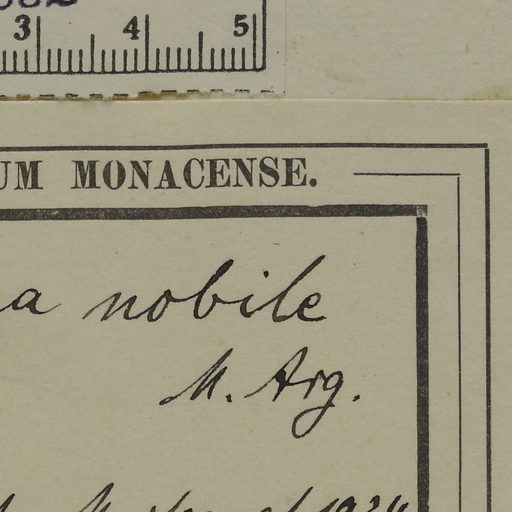 3 4 5
UM MONACENSE.
a nobile
M. Arg.